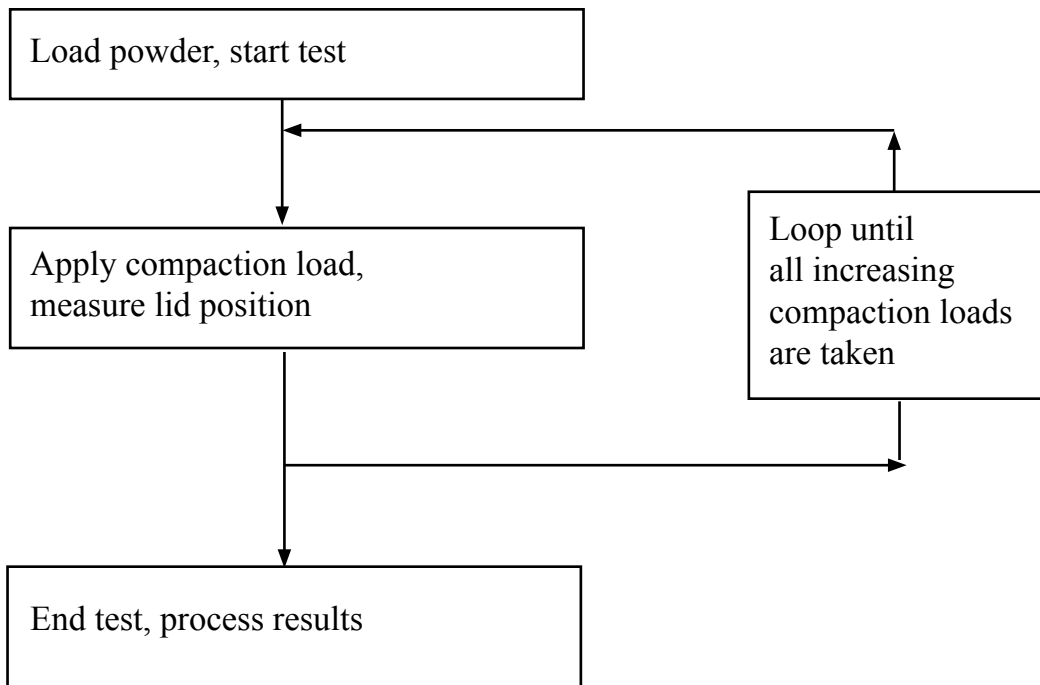 Load powder, start test
Apply compaction load,
measure lid position
Loop until
all increasing
compaction loads
are taken
End test, process results